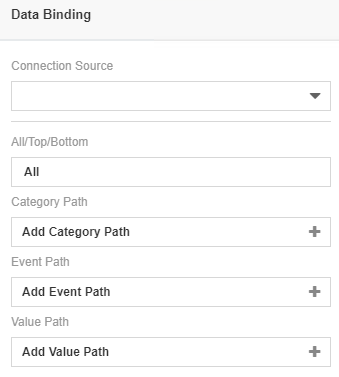 Data Binding
Connection Source
All/Top/Bottom
All
Category Path
Add Category Path
Event Path
Add Event Path
Value Path
Add Value Path